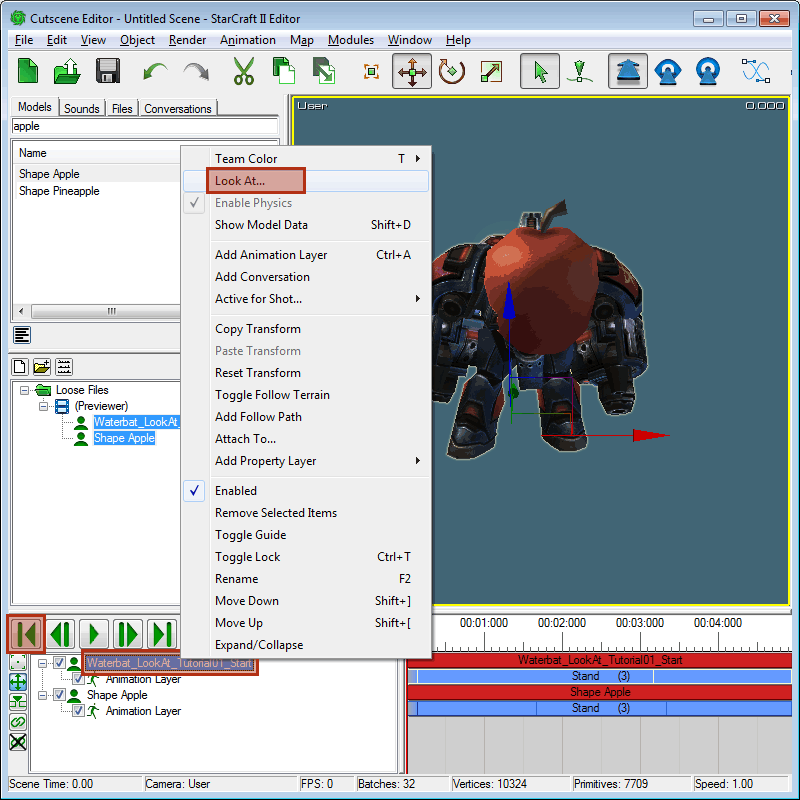 Cutscene Editor - Untitled Scene - StarCraft II Editor
File Edit View Object Render Animation Map Modules Window Help
Models Sounds Files Conversations
apple
Name
Shape Apple
Shape Pineapple
User 0.000
Team Color T
Look At...
Enable Physics
Show Model Data Shift+D
Add Animation Layer Ctrl+A
Add Conversation
Active for Shot...
Copy Transform
Paste Transform
Reset Transform
Toggle Follow Terrain
Add Follow Path
Attach To...
Add Property Layer
Enabled
Remove Selected Items
Toggle Guide
Toggle Lock Ctrl+T
Rename F2
Move Down Shift+]
Move Up Shift+[
Expand/Collapse
Loose Files
(Previewer)
Waterbat_LookAt
Shape Apple
00:01:000 00:02:000 00:03:000 00:04:000
Waterbat_LookAt_Tutorial01_Start
Animation Layer
Shape Apple
Animation Layer
Waterbat_LookAt_Tutorial01_Start
Stand (3)
Shape Apple
Stand (3)
Scene Time: 0.00 Camera: User FPS: 0 Batches: 32 Vertices: 10324 Primitives: 7709 Speed: 1.00